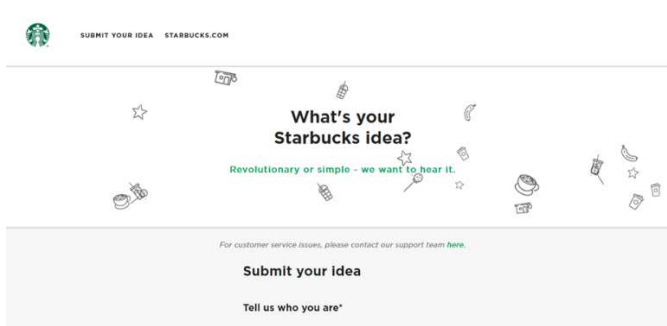 SUBMIT YOUR IDEA STARBUCKS.COM
What's your
Starbucks idea?
Revolutionary or simple - we want to hear it.
For customer service issues, please contact our support team here.
Submit your idea
Tell us who you are*